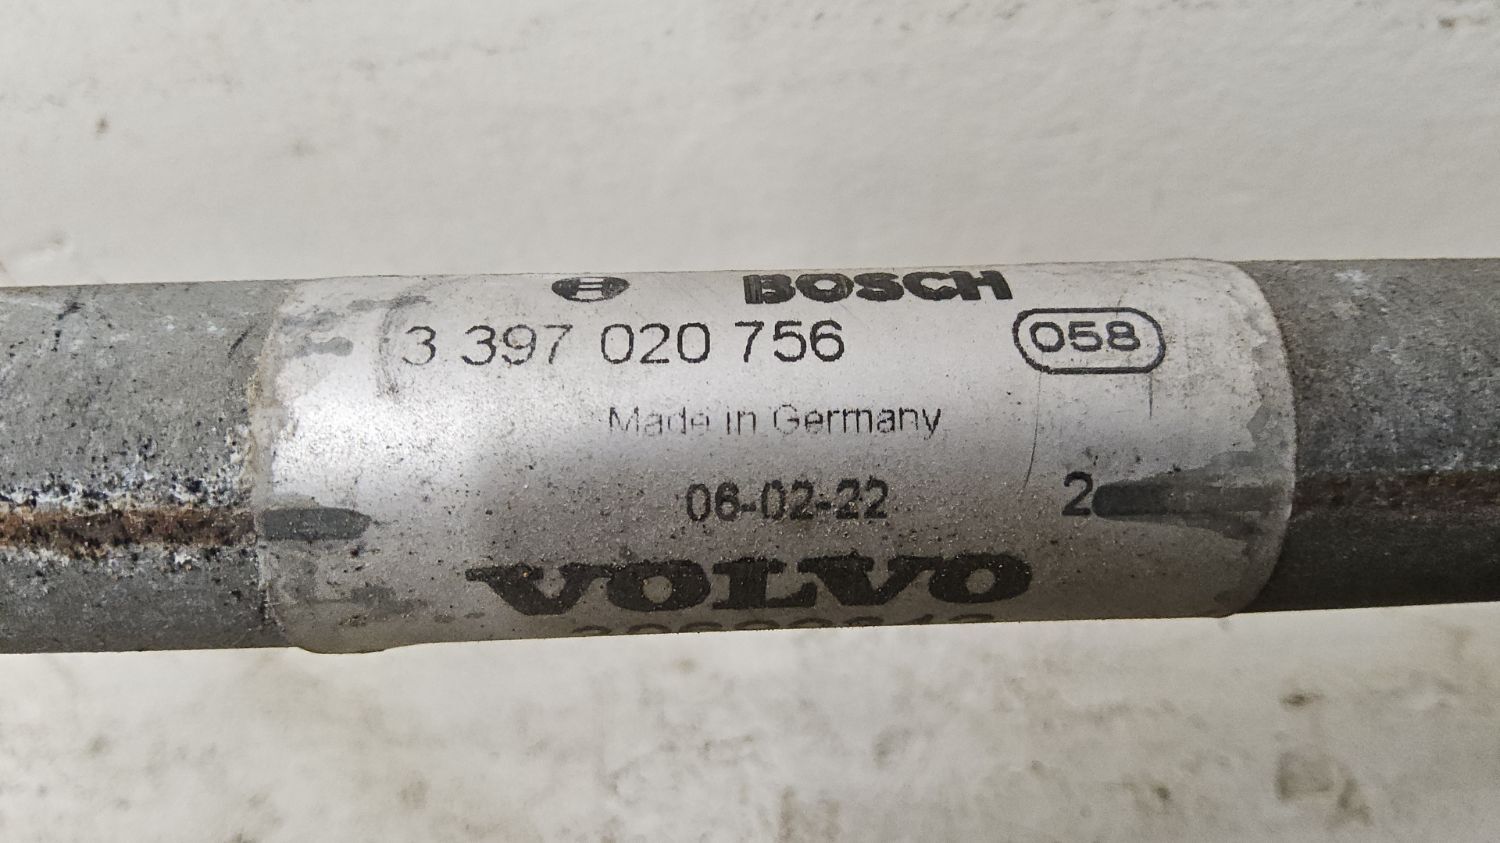 BOSCH
3 397 020 756 058
Made in Germany
06-02-22 2
VOLVO